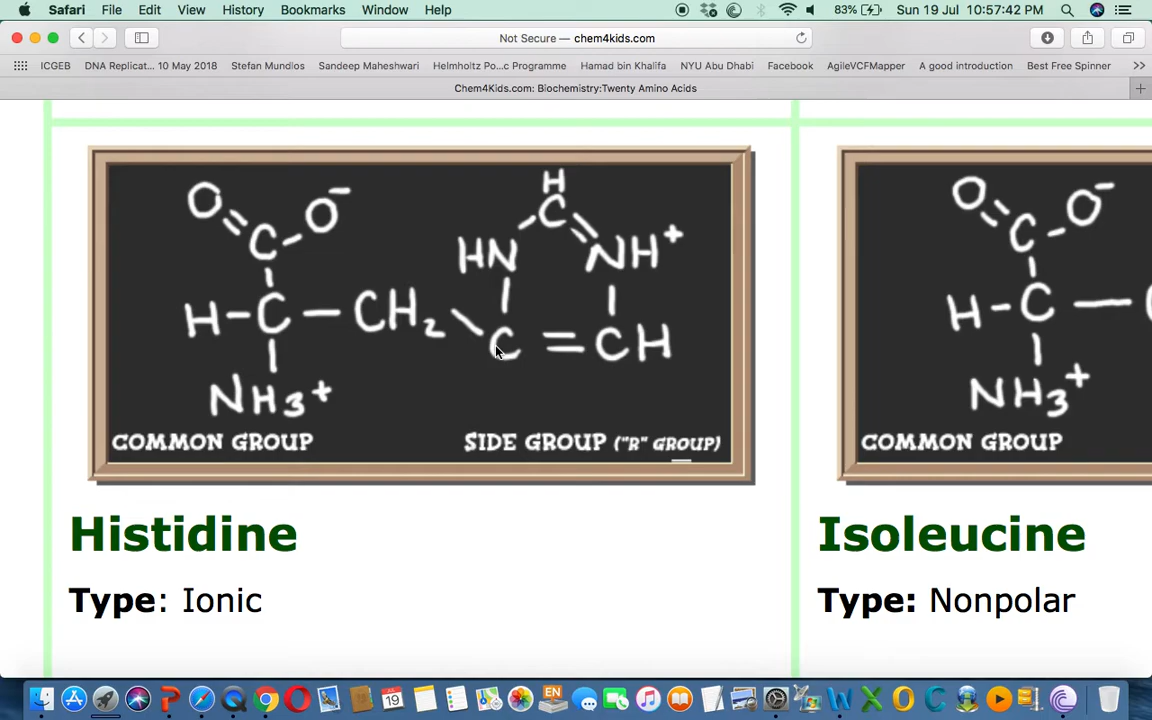 Safari File Edit View History Bookmarks Window Help 83% Sun 19 Jul 10:57:42 PM
Not Secure — chem4kids.com
ICGEB DNA Replicat... 10 May 2018 Stefan Mundlos Sandeep Maheshwari Helmholtz Po...c Programme Hamad bin Khalifa NYU Abu Dhabi Facebook AgileVCFMapper A good introduction Best Free Spinner >>
Chem4Kids.com: Biochemistry:Twenty Amino Acids +
H
O O- C
C HN NH+
H-C-CH2 C=CH
NH3+
COMMON GROUP SIDE GROUP ("R" GROUP)
O O-
C
H-C—
NH3+
COMMON GROUP
Histidine
Type: Ionic
Isoleucine
Type: Nonpolar
19
EN